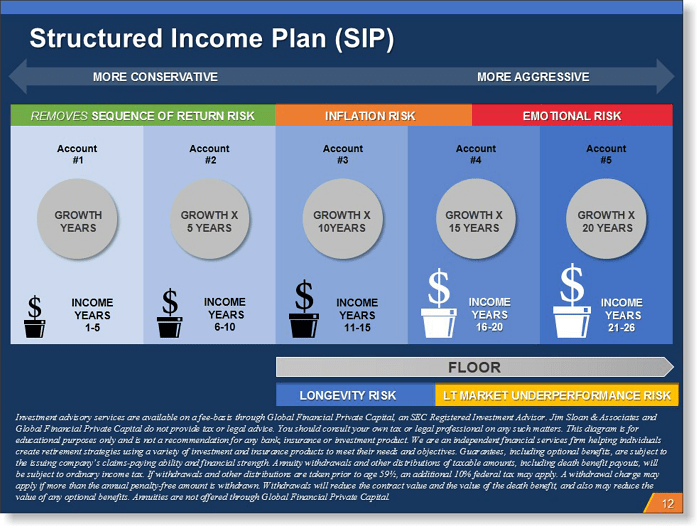 Structured Income Plan (SIP)
MORE CONSERVATIVE MORE AGGRESSIVE
REMOVES SEQUENCE OF RETURN RISK INFLATION RISK EMOTIONAL RISK
Account
#1
Account
#2
Account
#3
Account
#4
Account
#5
GROWTH
YEARS
GROWTH X
5 YEARS
GROWTH X
10YEARS
GROWTH X
15 YEARS
GROWTH X
20 YEARS
$
INCOME
YEARS
1-5
$
INCOME
YEARS
6-10
$
INCOME
YEARS
11-15
$
INCOME
YEARS
16-20
$
INCOME
YEARS
21-26
FLOOR
LONGEVITY RISK LT MARKET UNDERPERFORMANCE RISK
Investment advisory services are available on a fee-basis through Global Financial Private Capital, an SEC Registered Investment Advisor. Jim Sloan & Associates and
Global Financial Private Capital do not provide tax or legal advice. You should consult your own tax or legal professional on any such matters. This diagram is for
educational purposes only and is not a recommendation for any bank, insurance or investment product. We are an independent financial services firm helping individuals
create retirement strategies using a variety of investment and insurance products to meet their needs and objectives. Guarantees, including optional benefits, are subject to
the issuing company's claims-paying ability and financial strength. Annuity withdrawals and other distributions of taxable amounts, including death benefit payouts, will
be subject to ordinary income tax. If withdrawals and other distributions are taken prior to age 59½, an additional 10% federal tax may apply. A withdrawal charge may
apply if more than the annual penalty-free amount is withdrawn. Withdrawals will reduce the contract value and the value of the death benefit, and also may reduce the
value of any optional benefits. Annuities are not offered through Global Financial Private Capital.
12